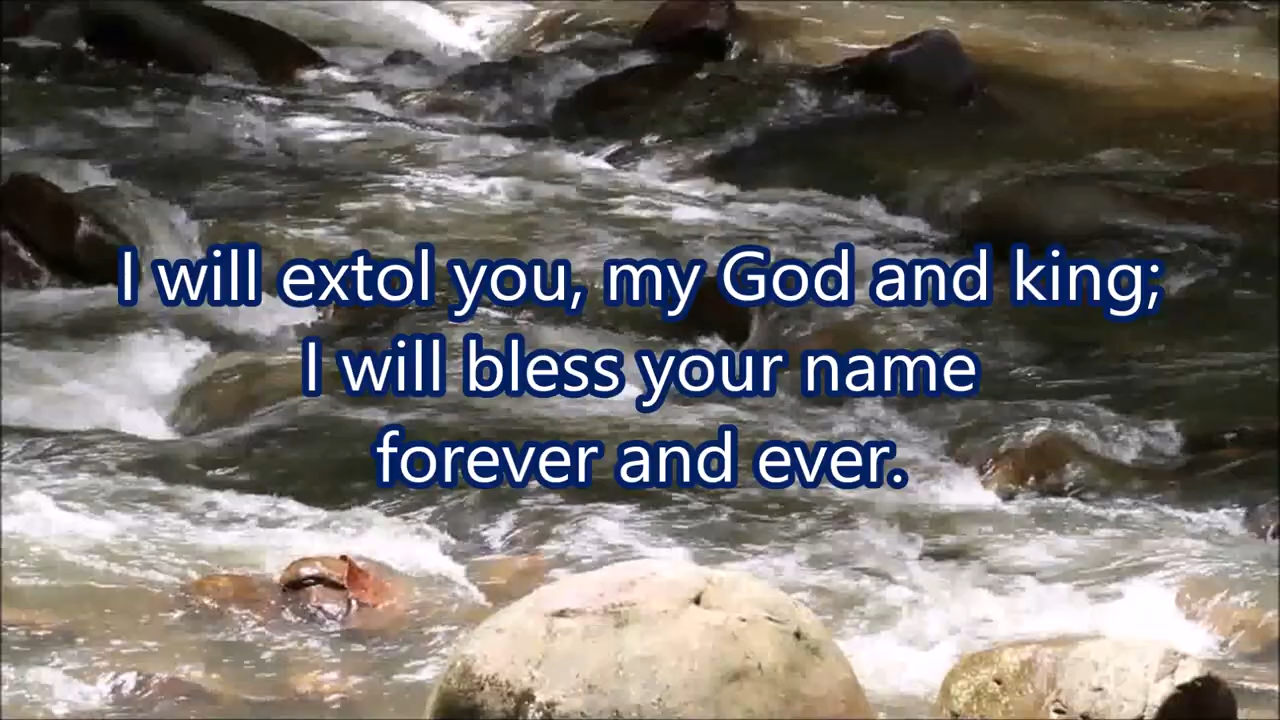 I will extol you, my God and king;
I will bless your name
forever and ever.